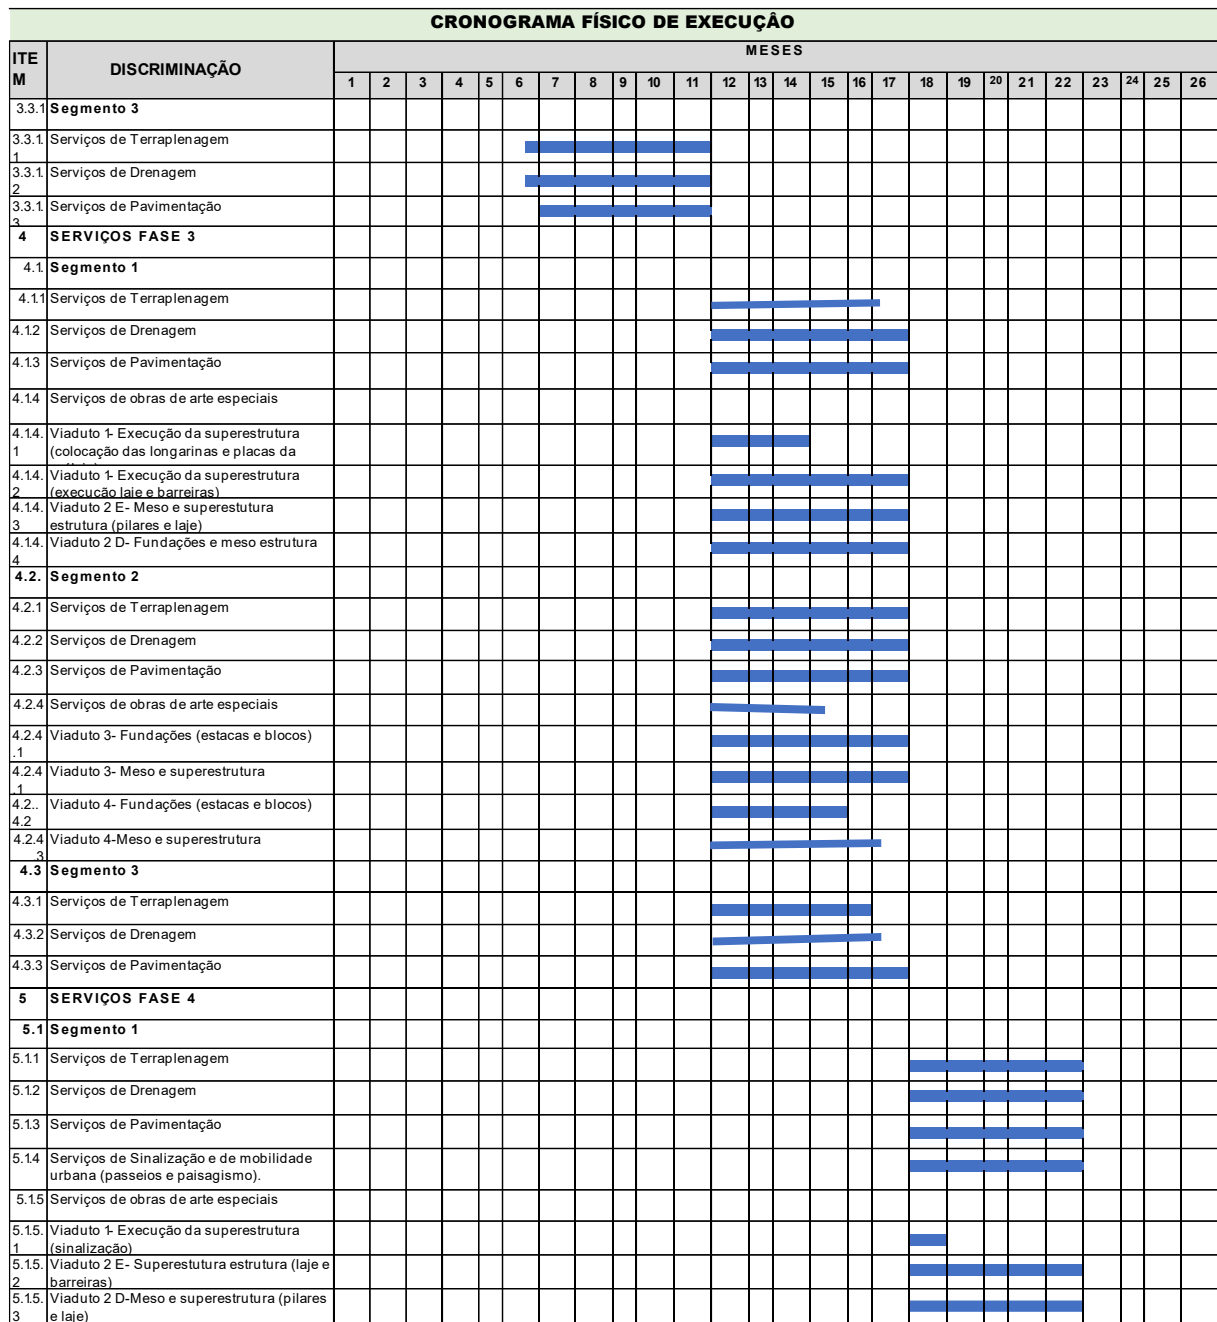 CRONOGRAMA FÍSICO DE EXECUÇÂO
ITE
M
DISCRIMINAÇÃO
MESES
1 2 3 4 5 6 7 8 9 10 11 12 13 14 15 16 17 18 19 20 21 22 23 24 25 26
3.3.1 Segmento 3
3.3.1. Serviços de Terraplenagem
1
3.3.1. Serviços de Drenagem
2
3.3.1. Serviços de Pavimentação
3
4 SERVIÇOS FASE 3
4.1. Segmento 1
4.1.1 Serviços de Terraplenagem
4.1.2 Serviços de Drenagem
4.1.3 Serviços de Pavimentação
4.1.4 Serviços de obras de arte especiais
4.1.4. Viaduto 1- Execução da superestrutura
1 (colocação das longarinas e placas da
4.1.4. Viaduto 1- Execução da superestrutura
2 (execução laje e barreiras)
4.1.4. Viaduto 2 E- Meso e superestutura
3 estrutura (pilares e laje)
4.1.4. Viaduto 2 D- Fundações e meso estrutura
4
4.2. Segmento 2
4.2.1 Serviços de Terraplenagem
4.2.2 Serviços de Drenagem
4.2.3 Serviços de Pavimentação
4.2.4 Serviços de obras de arte especiais
4.2.4 Viaduto 3- Fundações (estacas e blocos)
.1
4.2.4 Viaduto 3- Meso e superestrutura
.1
4.2.. Viaduto 4- Fundações (estacas e blocos)
4.2
4.2.4 Viaduto 4-Meso e superestrutura
.3
4.3 Segmento 3
4.3.1 Serviços de Terraplenagem
4.3.2 Serviços de Drenagem
4.3.3 Serviços de Pavimentação
5 SERVIÇOS FASE 4
5.1 Segmento 1
5.1.1 Serviços de Terraplenagem
5.1.2 Serviços de Drenagem
5.1.3 Serviços de Pavimentação
5.1.4 Serviços de Sinalização e de mobilidade
urbana (passeios e paisagismo).
5.1.5 Serviços de obras de arte especiais
5.1.5. Viaduto 1- Execução da superestrutura
1 (sinalização)
5.1.5. Viaduto 2 E- Superestutura estrutura (laje e
2 barreiras)
5.1.5. Viaduto 2 D-Meso e superestrutura (pilares
3 e laje)